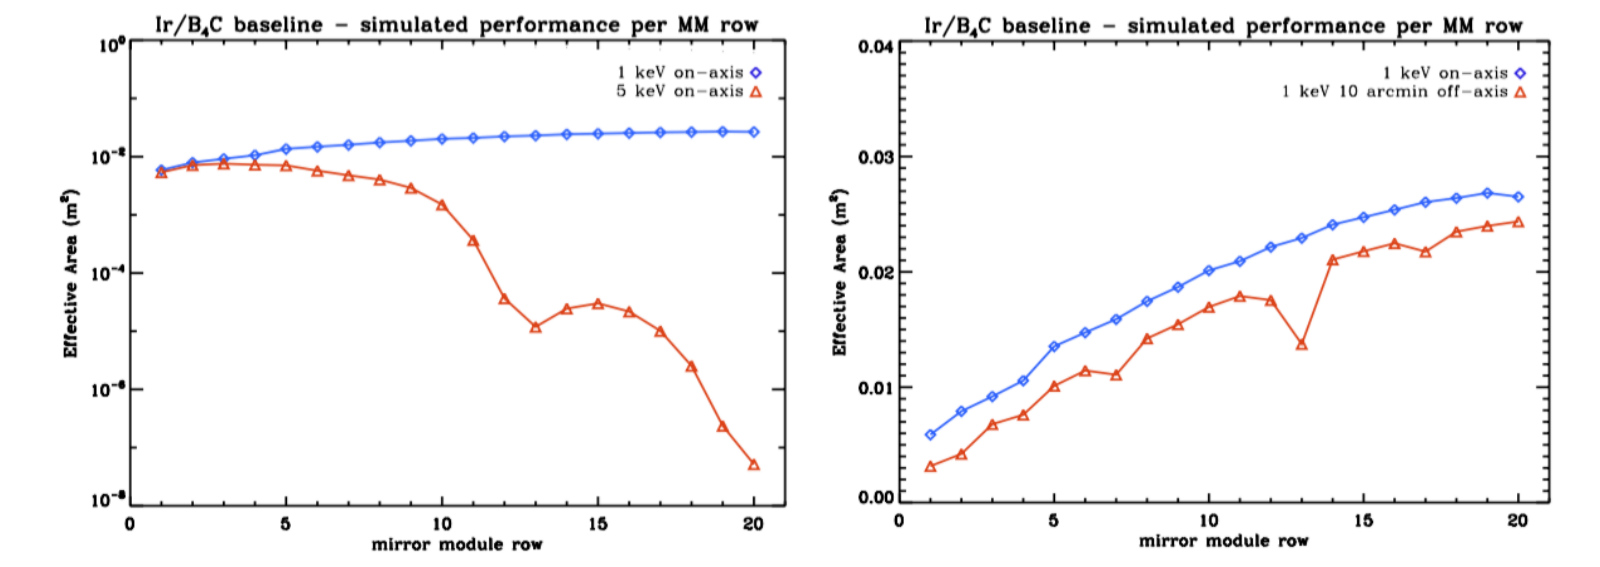 Ir/B₄C baseline – simulated performance per MM row
10⁰
10⁻²
10⁻⁴
10⁻⁶
10⁻⁸
Effective Area (m²)
1 keV on-axis
5 keV on-axis
0 5 10 15 20
mirror module row
Ir/B₄C baseline – simulated performance per MM row
0.04
0.03
0.02
0.01
0.00
Effective Area (m²)
1 keV on-axis
1 keV 10 arcmin off-axis
0 5 10 15 20
mirror module row